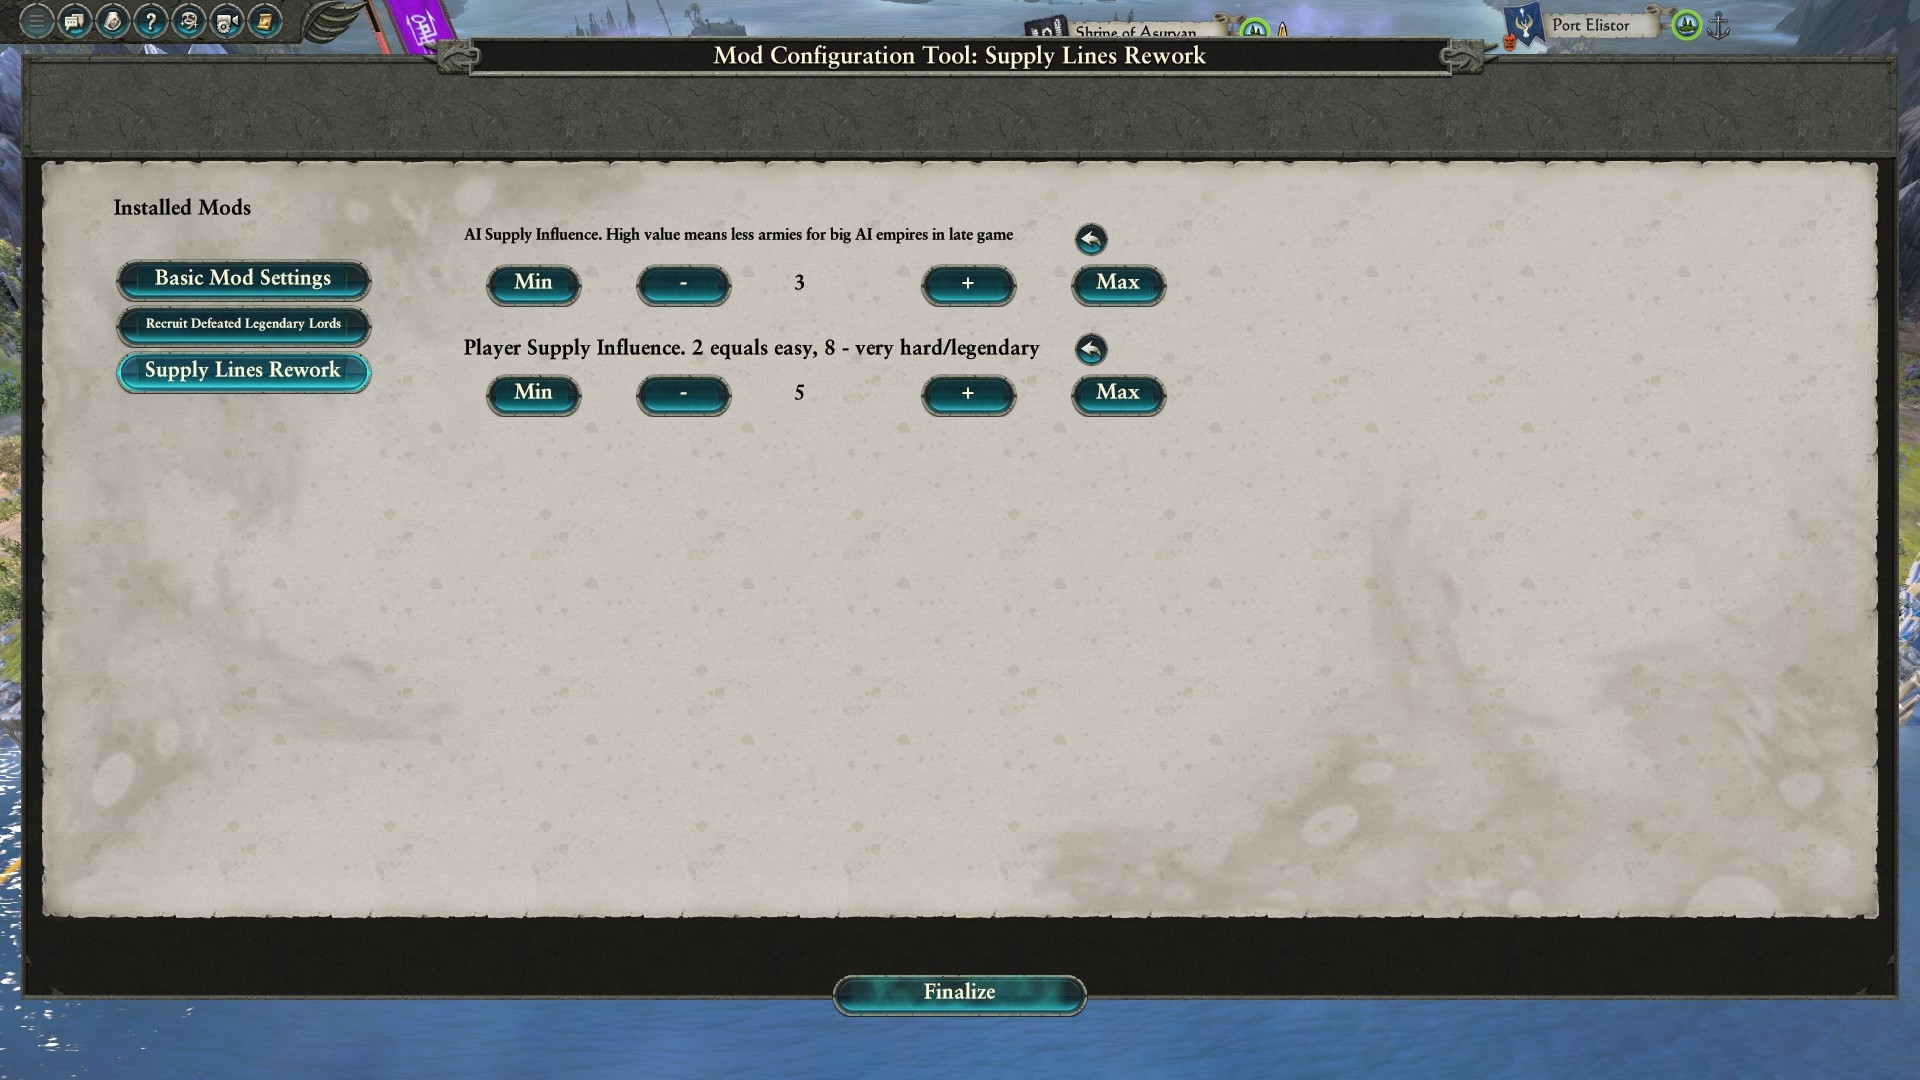 Shrine of Asuryan
Port Elistor
Mod Configuration Tool: Supply Lines Rework
Installed Mods
Basic Mod Settings
Recruit Defeated Legendary Lords
Supply Lines Rework
AI Supply Influence. High value means less armies for big AI empires in late game
Min - 3 + Max
Player Supply Influence. 2 equals easy, 8 - very hard/legendary
Min - 5 + Max
Finalize